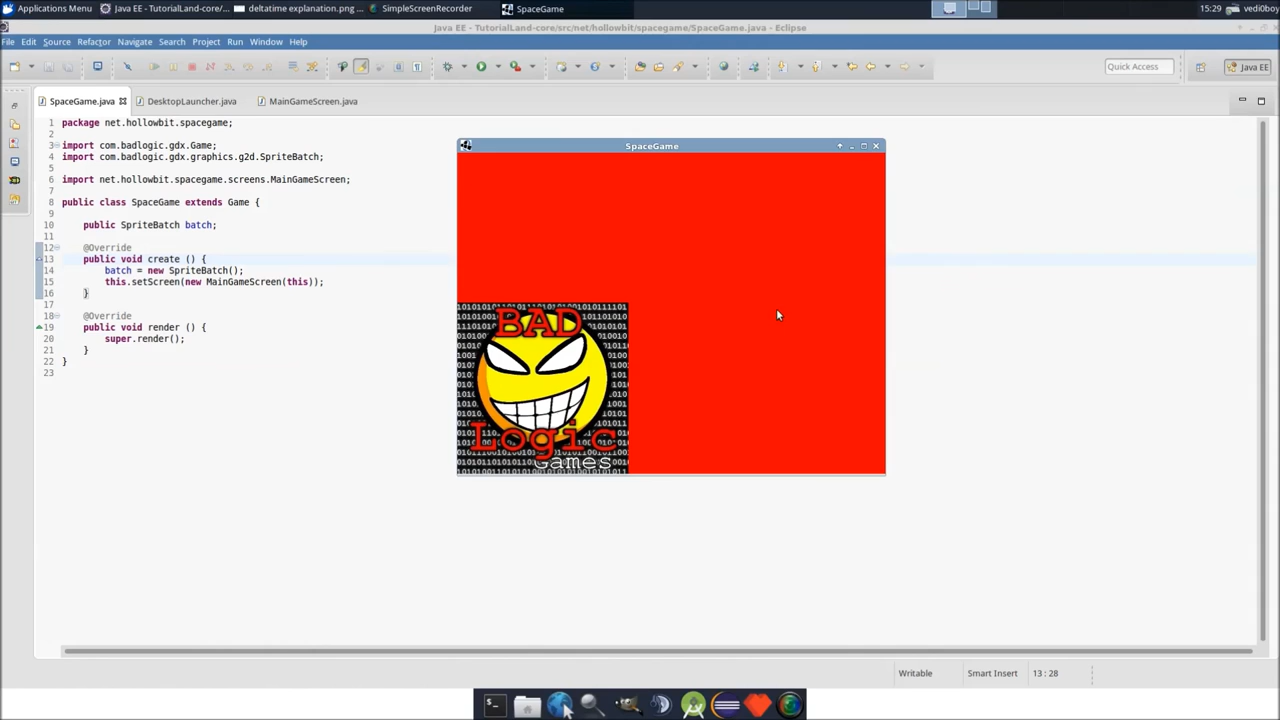 Applications Menu
Java EE - TutorialLand-core/...
deltatime explanation.png ...
SimpleScreenRecorder
SpaceGame
15:29
vedi0boy
Java EE - TutorialLand-core/src/net/hollowbit/spacegame/SpaceGame.java - Eclipse
File Edit Source Refactor Navigate Search Project Run Window Help
Quick Access
Java EE
SpaceGame.java
DesktopLauncher.java
MainGameScreen.java
1 package net.hollowbit.spacegame;
2
3 import com.badlogic.gdx.Game;
4 import com.badlogic.gdx.graphics.g2d.SpriteBatch;
5
6 import net.hollowbit.spacegame.screens.MainGameScreen;
7
8 public class SpaceGame extends Game {
9
10 public SpriteBatch batch;
11
12 @Override
13 public void create () {
14 batch = new SpriteBatch();
15 this.setScreen(new MainGameScreen(this));
16 }
17
18 @Override
19 public void render () {
20 super.render();
21 }
22 }
23
SpaceGame
BAD
Logic
Games
Writable
Smart Insert
13 : 28